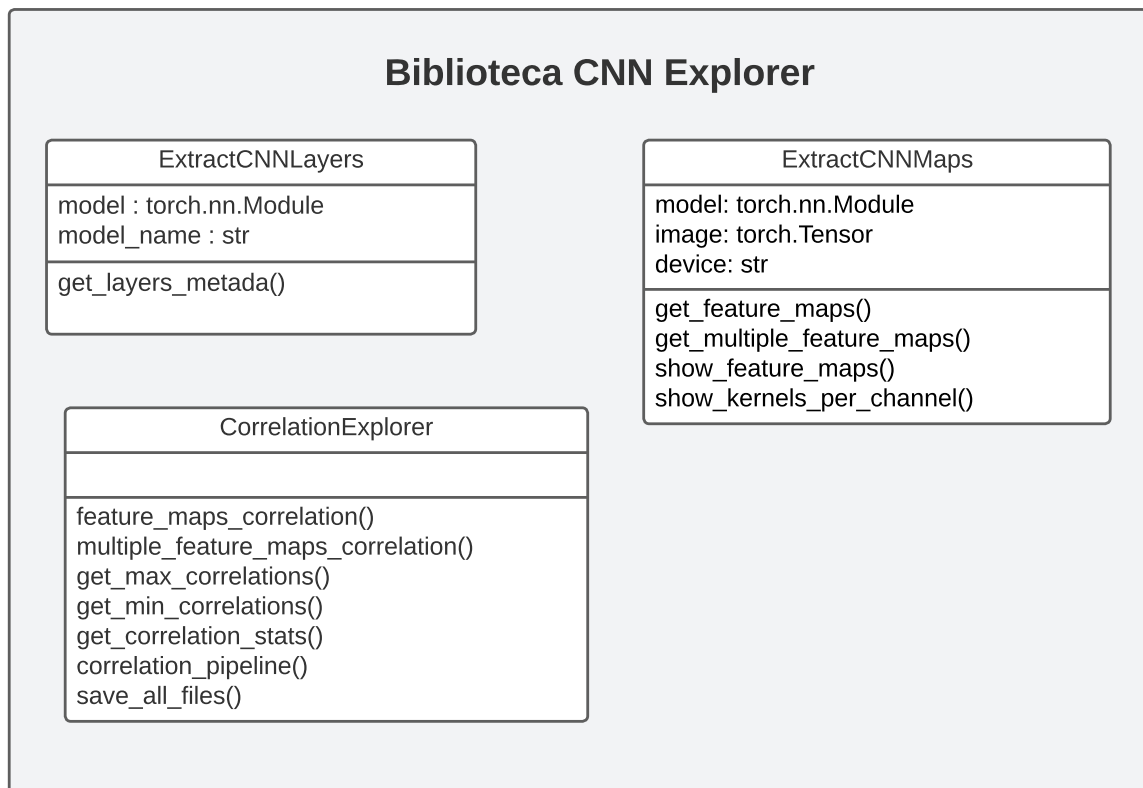 Biblioteca CNN Explorer
ExtractCNNLayers
model : torch.nn.Module
model_name : str
get_layers_metada()
ExtractCNNMaps
model: torch.nn.Module
image: torch.Tensor
device: str
get_feature_maps()
get_multiple_feature_maps()
show_feature_maps()
show_kernels_per_channel()
CorrelationExplorer
feature_maps_correlation()
multiple_feature_maps_correlation()
get_max_correlations()
get_min_correlations()
get_correlation_stats()
correlation_pipeline()
save_all_files()